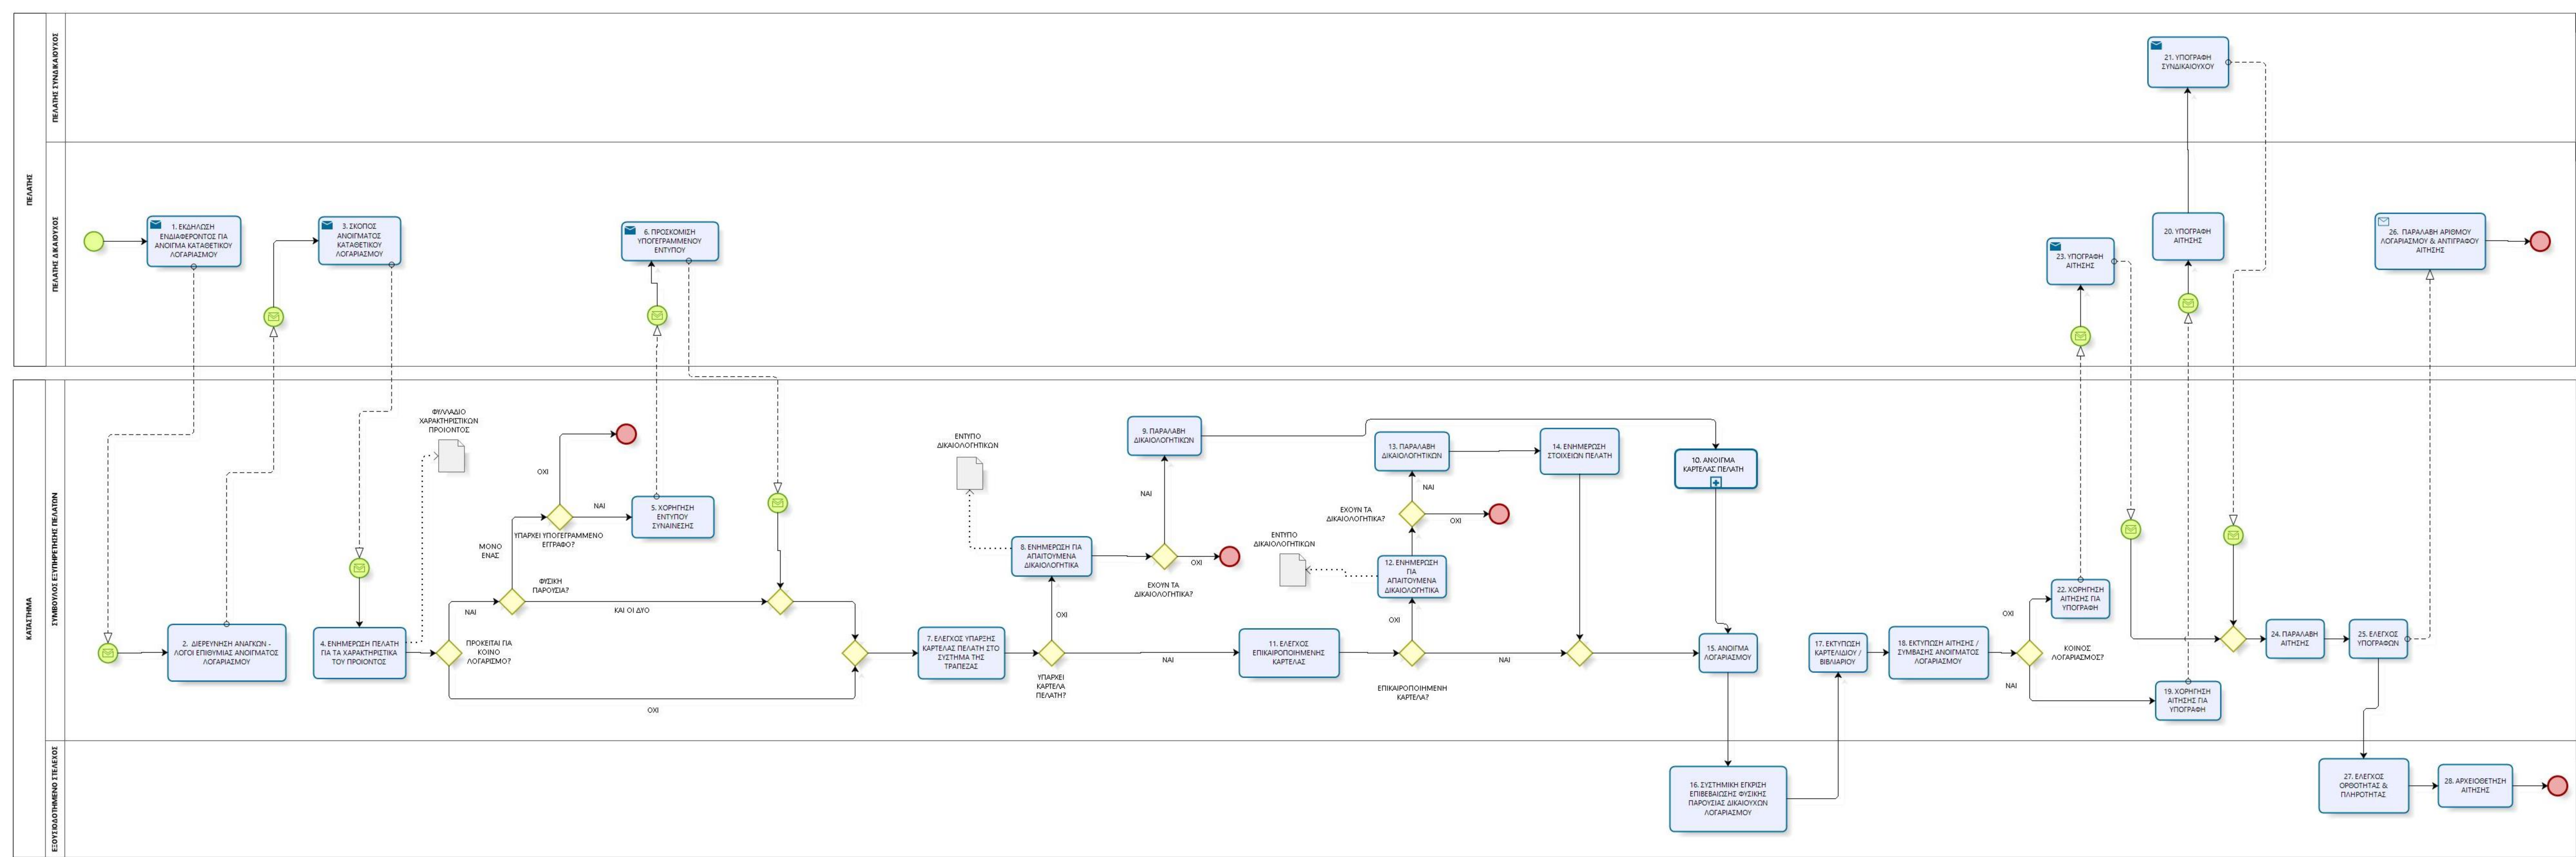 ΠΕΛΑΤΗΣ
ΠΕΛΑΤΗΣ ΣΥΝΔΙΚΑΙΟΥΧΟΣ
21. ΥΠΟΓΡΑΦΗ
ΣΥΝΔΙΚΑΙΟΥΧΟΥ
ΠΕΛΑΤΗΣ ΔΙΚΑΙΟΥΧΟΣ
1. ΕΚΔΗΛΩΣΗ
ΕΝΔΙΑΦΕΡΟΝΤΟΣ ΓΙΑ
ΑΝΟΙΓΜΑ ΚΑΤΑΘΕΤΙΚΟΥ
ΛΟΓΑΡΙΑΣΜΟΥ
3. ΣΚΟΠΟΣ
ΑΝΟΙΓΜΑΤΟΣ
ΚΑΤΑΘΕΤΙΚΟΥ
ΛΟΓΑΡΙΑΣΜΟΥ
6. ΠΡΟΣΚΟΜΙΣΗ
ΥΠΟΓΕΓΡΑΜΜΕΝΟΥ
ΕΝΤΥΠΟΥ
23. ΥΠΟΓΡΑΦΗ
ΑΙΤΗΣΗΣ
20. ΥΠΟΓΡΑΦΗ
ΑΙΤΗΣΗΣ
26. ΠΑΡΑΛΑΒΗ ΑΡΙΘΜΟΥ
ΛΟΓΑΡΙΑΣΜΟΥ & ΑΝΤΙΓΡΑΦΟΥ
ΑΙΤΗΣΗΣ
ΚΑΤΑΣΤΗΜΑ
ΣΥΜΒΟΥΛΟΣ ΕΞΥΠΗΡΕΤΗΣΗΣ ΠΕΛΑΤΩΝ
2. ΔΙΕΡΕΥΝΗΣΗ ΑΝΑΓΚΩΝ -
ΛΟΓΟΙ ΕΠΙΘΥΜΙΑΣ ΑΝΟΙΓΜΑΤΟΣ
ΛΟΓΑΡΙΑΣΜΟΥ
4. ΕΝΗΜΕΡΩΣΗ ΠΕΛΑΤΗ
ΓΙΑ ΤΑ ΧΑΡΑΚΤΗΡΙΣΤΙΚΑ
ΤΟΥ ΠΡΟΙΟΝΤΟΣ
ΦΥΛΛΑΔΙΟ
ΧΑΡΑΚΤΗΡΙΣΤΙΚΩΝ
ΠΡΟΙΟΝΤΟΣ
ΠΡΟΚΕΙΤΑΙ ΓΙΑ
ΚΟΙΝΟ
ΛΟΓΑΡΙΣΜΟ?
ΝΑΙ
ΟΧΙ
ΦΥΣΙΚΗ
ΠΑΡΟΥΣΙΑ?
ΜΟΝΟ
ΕΝΑΣ
ΚΑΙ ΟΙ ΔΥΟ
ΥΠΑΡΧΕΙ ΥΠΟΓΕΓΡΑΜΜΕΝΟ
ΕΓΓΡΑΦΟ?
ΟΧΙ
ΝΑΙ
5. ΧΟΡΗΓΗΣΗ
ΕΝΤΥΠΟΥ
ΣΥΝΑΙΝΕΣΗΣ
7. ΕΛΕΓΧΟΣ ΥΠΑΡΞΗΣ
ΚΑΡΤΕΛΑΣ ΠΕΛΑΤΗ ΣΤΟ
ΣΥΣΤΗΜΑ ΤΗΣ
ΤΡΑΠΕΖΑΣ
ΥΠΑΡΧΕΙ
ΚΑΡΤΕΛΑ
ΠΕΛΑΤΗ?
ΟΧΙ
ΝΑΙ
8. ΕΝΗΜΕΡΩΣΗ ΓΙΑ
ΑΠΑΙΤΟΥΜΕΝΑ
ΔΙΚΑΙΟΛΟΓΗΤΙΚΑ
ΕΝΤΥΠΟ
ΔΙΚΑΙΟΛΟΓΗΤΙΚΩΝ
ΕΧΟΥΝ ΤΑ
ΔΙΚΑΙΟΛΟΓΗΤΙΚΑ?
ΝΑΙ
ΟΧΙ
9. ΠΑΡΑΛΑΒΗ
ΔΙΚΑΙΟΛΟΓΗΤΙΚΩΝ
11. ΕΛΕΓΧΟΣ
ΕΠΙΚΑΙΡΟΠΟΙΗΜΕΝΗΣ
ΚΑΡΤΕΛΑΣ
ΕΠΙΚΑΙΡΟΠΟΙΗΜΕΝΗ
ΚΑΡΤΕΛΑ?
ΟΧΙ
ΝΑΙ
12. ΕΝΗΜΕΡΩΣΗ
ΓΙΑ
ΑΠΑΙΤΟΥΜΕΝΑ
ΔΙΚΑΙΟΛΟΓΗΤΙΚΑ
ΕΝΤΥΠΟ
ΔΙΚΑΙΟΛΟΓΗΤΙΚΩΝ
ΕΧΟΥΝ ΤΑ
ΔΙΚΑΙΟΛΟΓΗΤΙΚΑ?
ΝΑΙ
ΟΧΙ
13. ΠΑΡΑΛΑΒΗ
ΔΙΚΑΙΟΛΟΓΗΤΙΚΩΝ
14. ΕΝΗΜΕΡΩΣΗ
ΣΤΟΙΧΕΙΩΝ ΠΕΛΑΤΗ
10. ΑΝΟΙΓΜΑ
ΚΑΡΤΕΛΑΣ ΠΕΛΑΤΗ
15. ΑΝΟΙΓΜΑ
ΛΟΓΑΡΙΑΣΜΟΥ
17. ΕΚΤΥΠΩΣΗ
ΚΑΡΤΕΛΙΔΙΟΥ /
ΒΙΒΛΙΑΡΙΟΥ
18. ΕΚΤΥΠΩΣΗ ΑΙΤΗΣΗΣ /
ΣΥΜΒΑΣΗΣ ΑΝΟΙΓΜΑΤΟΣ
ΛΟΓΑΡΙΑΣΜΟΥ
ΚΟΙΝΟΣ
ΛΟΓΑΡΙΑΣΜΟΣ?
ΟΧΙ
ΝΑΙ
22. ΧΟΡΗΓΗΣΗ
ΑΙΤΗΣΗΣ ΓΙΑ
ΥΠΟΓΡΑΦΗ
19. ΧΟΡΗΓΗΣΗ
ΑΙΤΗΣΗΣ ΓΙΑ
ΥΠΟΓΡΑΦΗ
24. ΠΑΡΑΛΑΒΗ
ΑΙΤΗΣΗΣ
25. ΕΛΕΓΧΟΣ
ΥΠΟΓΡΑΦΩΝ
ΕΞΟΥΣΙΟΔΟΤΗΜΕΝΟ ΣΤΕΛΕΧΟΣ
16. ΣΥΣΤΗΜΙΚΗ ΕΓΚΡΙΣΗ
ΕΠΙΒΕΒΑΙΩΣΗΣ ΦΥΣΙΚΗΣ
ΠΑΡΟΥΣΙΑΣ ΔΙΚΑΙΟΥΧΩΝ
ΛΟΓΑΡΙΑΣΜΟΥ
27. ΕΛΕΓΧΟΣ
ΟΡΘΟΤΗΤΑΣ &
ΠΛΗΡΟΤΗΤΑΣ
28. ΑΡΧΕΙΟΘΕΤΗΣΗ
ΑΙΤΗΣΗΣ